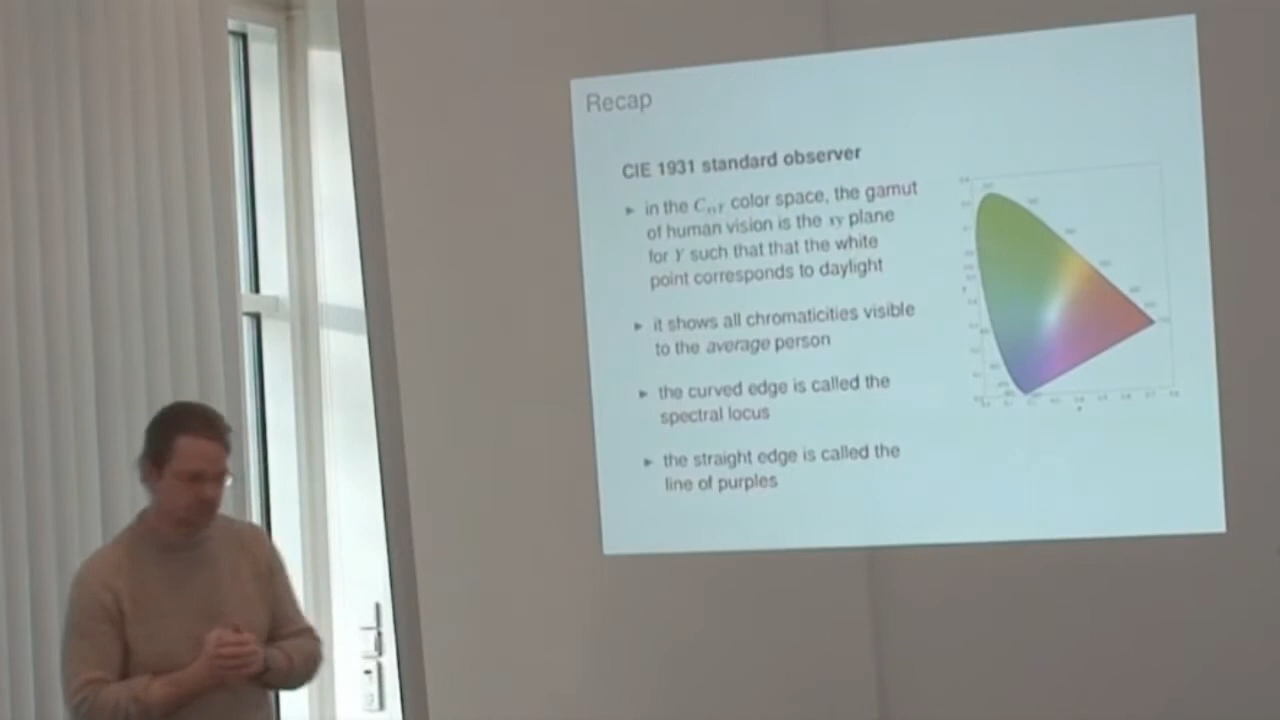 Recap
CIE 1931 standard observer
► in the CxyY color space, the gamut
of human vision is the xy plane
for Y such that that the white
point corresponds to daylight
► it shows all chromaticities visible
to the average person
► the curved edge is called the
spectral locus
► the straight edge is called the
line of purples